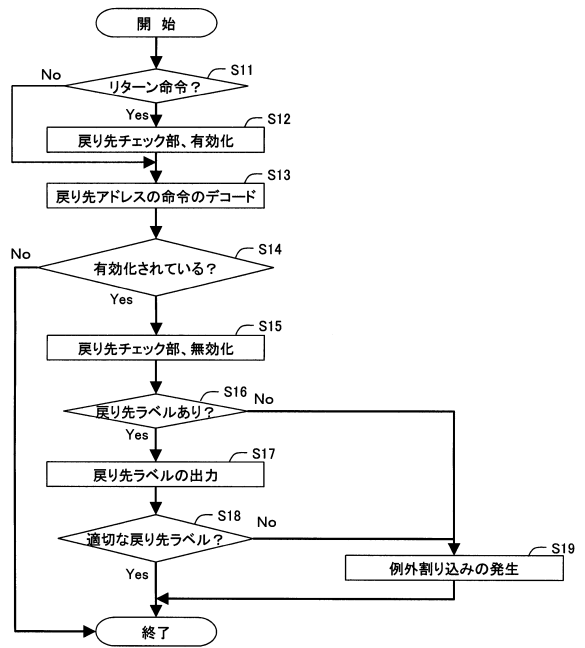 開 始
S11
No
リターン命令？
Yes
S12
戻り先チェック部、有効化
S13
戻り先アドレスの命令のデコード
S14
No
有効化されている？
Yes
S15
戻り先チェック部、無効化
S16
No
戻り先ラベルあり？
Yes
S17
戻り先ラベルの出力
S18
No
適切な戻り先ラベル？
S19
例外割り込みの発生
Yes
終了